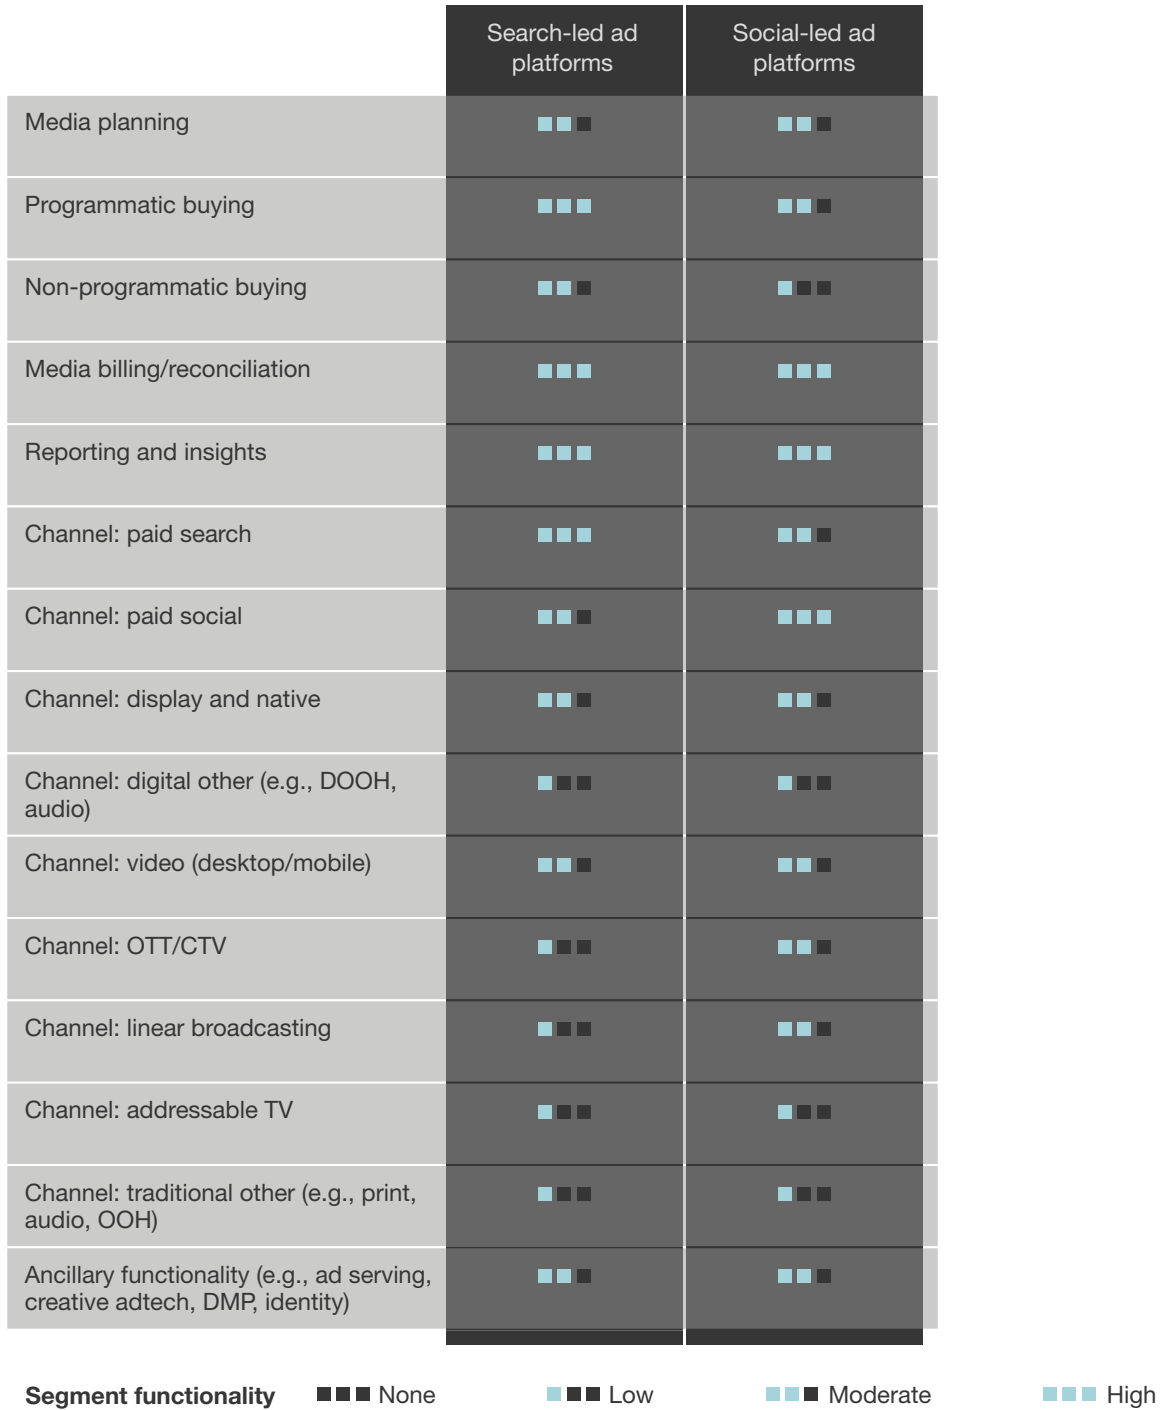 Search-led ad
platforms
Social-led ad
platforms
Media planning
Programmatic buying
Non-programmatic buying
Media billing/reconciliation
Reporting and insights
Channel: paid search
Channel: paid social
Channel: display and native
Channel: digital other (e.g., DOOH,
audio)
Channel: video (desktop/mobile)
Channel: OTT/CTV
Channel: linear broadcasting
Channel: addressable TV
Channel: traditional other (e.g., print,
audio, OOH)
Ancillary functionality (e.g., ad serving,
creative adtech, DMP, identity)
Segment functionality None Low Moderate High